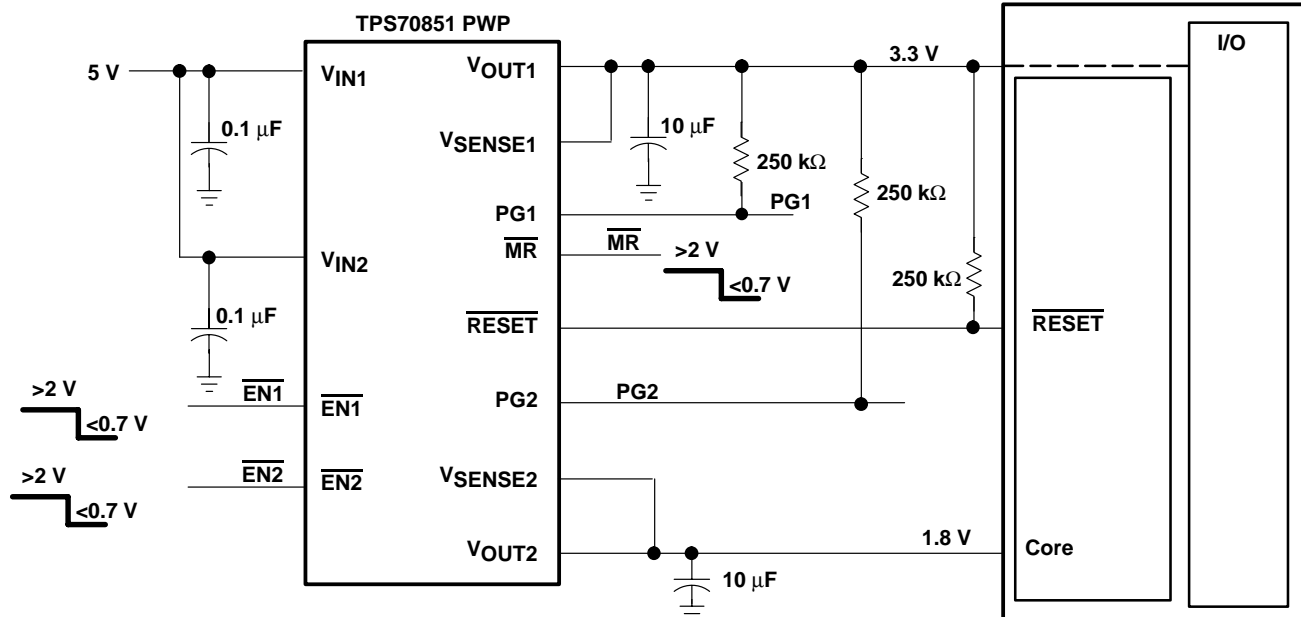 TPS70851 PWP
5 V
VIN1
VOUT1
3.3 V
I/O
0.1 μF
VSENSE1
10 μF
250 kΩ
250 kΩ
PG1
PG1
VIN2
MR
MR
>2 V
<0.7 V
250 kΩ
0.1 μF
RESET
RESET
>2 V
<0.7 V
EN1
EN1
PG2
PG2
>2 V
<0.7 V
EN2
EN2
VSENSE2
VOUT2
1.8 V
Core
10 μF